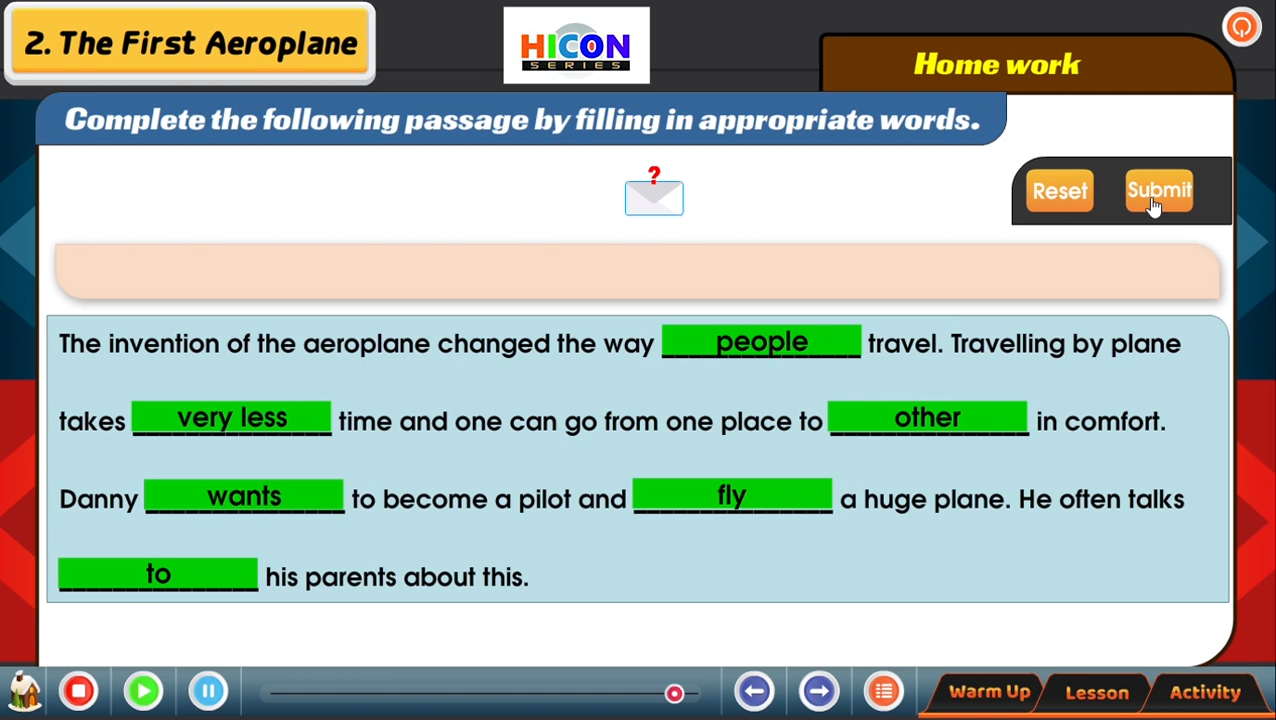 2. The First Aeroplane
HICON
SERIES
Home work
Complete the following passage by filling in appropriate words.
?
Reset
Submit
The invention of the aeroplane changed the way people travel. Travelling by plane
takes very less time and one can go from one place to other in comfort.
Danny wants to become a pilot and fly a huge plane. He often talks
to his parents about this.
Warm Up
Lesson
Activity